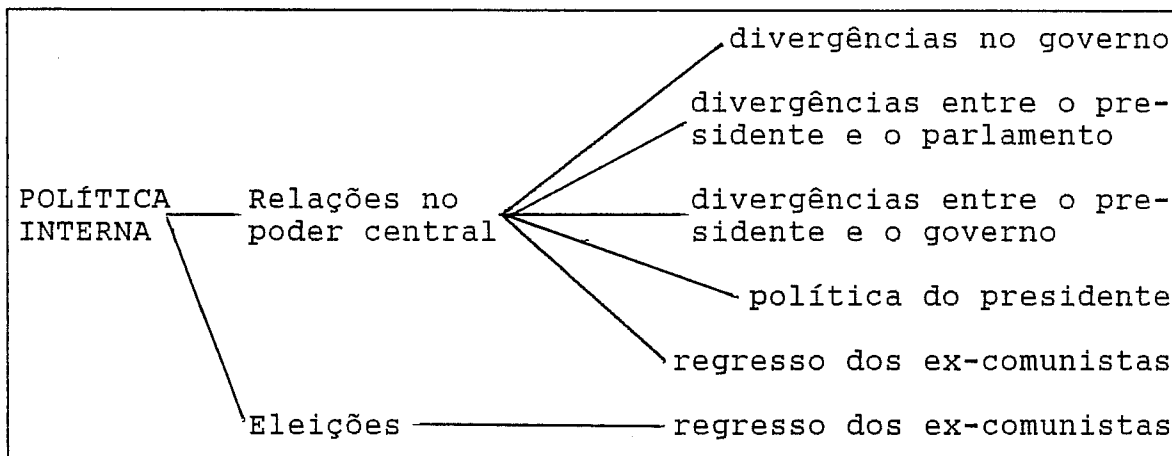 divergências no governo
divergências entre o pre-
sidente e o parlamento
POLÍTICA
INTERNA
Relações no
poder central
divergências entre o pre-
sidente e o governo
política do presidente
regresso dos ex-comunistas
Eleições
regresso dos ex-comunistas